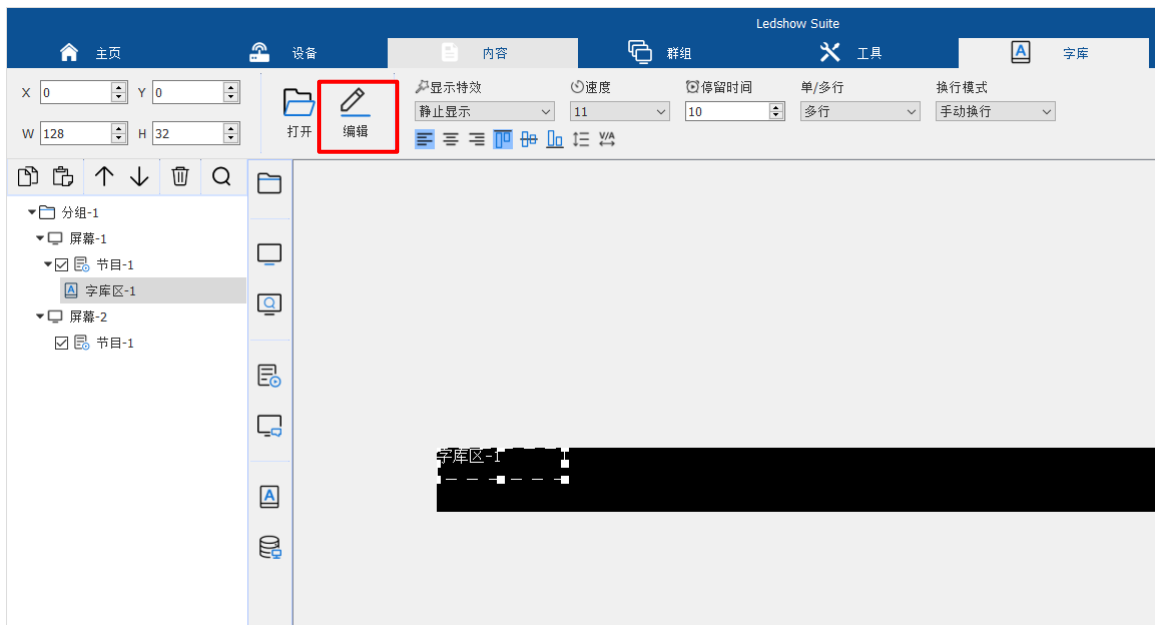 Ledshow Suite
主页 设备 内容 群组 工具 字库
X 0 Y 0
W 128 H 32
打开
编辑
显示特效 速度 停留时间 单/多行 换行模式
静止显示 11 10 多行 手动换行
分组-1
屏幕-1
节目-1
字库区-1
屏幕-2
节目-1
字库区-1